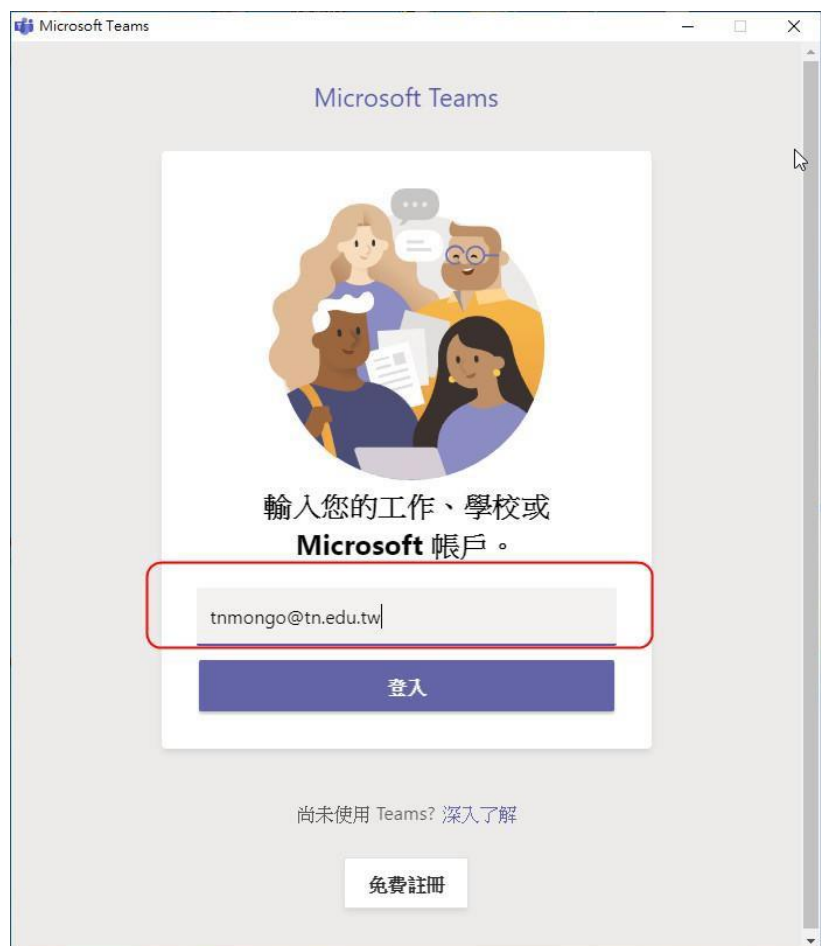 Microsoft Teams
Microsoft Teams
輸入您的工作、學校或
Microsoft 帳戶。
tnmongo@tn.edu.tw
登入
尚未使用 Teams? 深入了解
免費註冊